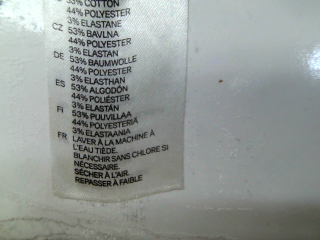 53% COTTON
44% POLYESTER
3% ELASTANE
CZ 53% BAVLNA
44% POLYESTER
3% ELASTAN
DE 53% BAUMWOLLE
44% POLYESTER
3% ELASTHAN
ES 53% ALGODÓN
44% POLIÉSTER
3% ELASTÁN
FI 53% PUUVILLAA
44% POLYESTERIÄ
3% ELASTAANIA
FR LAVER À LA MACHINE À
L'EAU TIÈDE.
BLANCHIR SANS CHLORE SI
NÉCESSAIRE.
SÉCHER À L'AIR.
REPASSER À FAIBLE